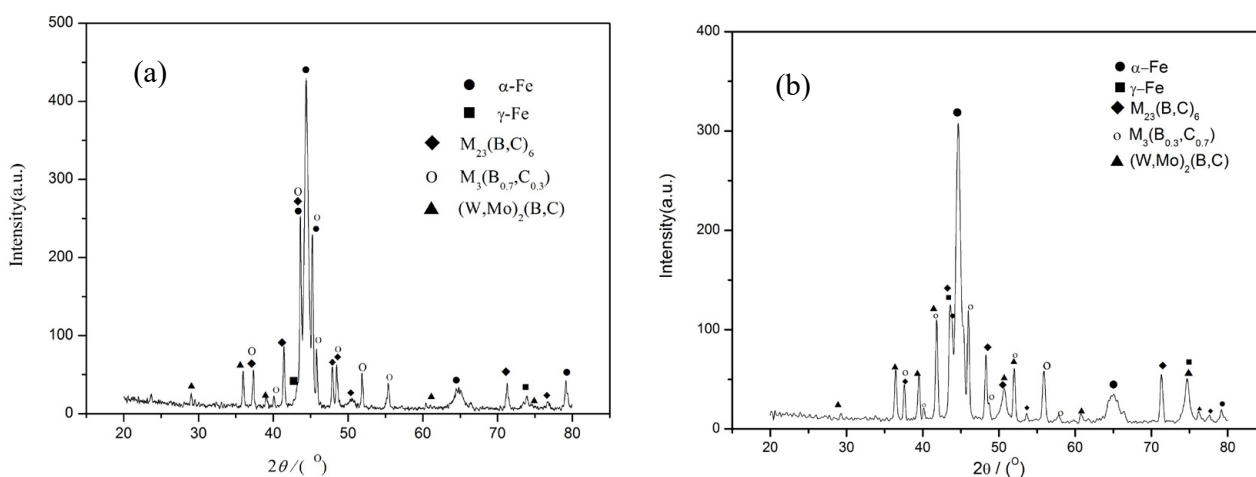 500
400
300
200
100
0
Intensity(a.u.)
(a)
α-Fe
γ-Fe
M₂₃(B,C)₆
M₃(B₀.₇,C₀.₃)
(W,Mo)₂(B,C)
20 30 40 50 60 70 80
2θ/(°)
400
300
200
100
0
Intensity(a.u.)
(b)
α–Fe
γ–Fe
M₂₃(B,C)₆
M₃(B₀.₃,C₀.₇)
(W,Mo)₂(B,C)
20 30 40 50 60 70 80
2θ / (°)